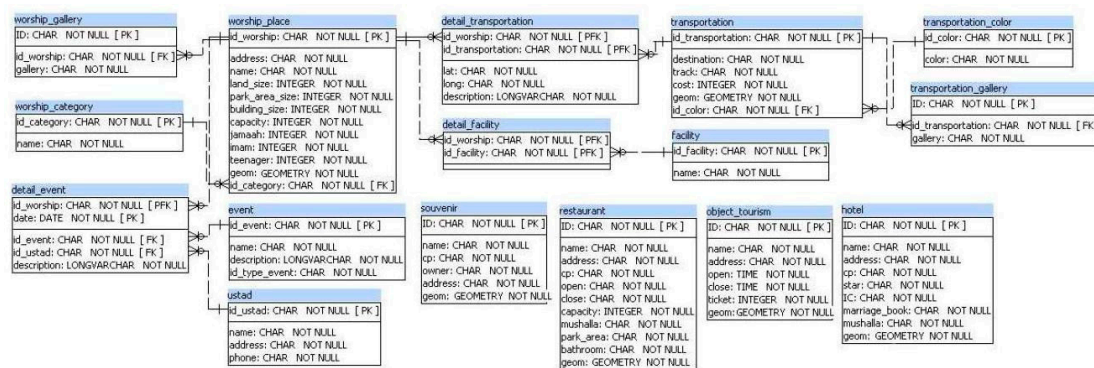 worship_gallery
ID: CHAR NOT NULL [ PK ]
id_worship: CHAR NOT NULL [ FK ]
gallery: CHAR NOT NULL
worship_category
id_category: CHAR NOT NULL [ PK ]
name: CHAR NOT NULL
detail_event
id_worship: CHAR NOT NULL [ PFK ]
date: DATE NOT NULL [ PK ]
id_event: CHAR NOT NULL [ FK ]
id_ustad: CHAR NOT NULL [ FK ]
description: LONGVARCHAR NOT NULL
worship_place
id_worship: CHAR NOT NULL [ PK ]
address: CHAR NOT NULL
name: CHAR NOT NULL
land_size: INTEGER NOT NULL
park_area_size: INTEGER NOT NULL
building_size: INTEGER NOT NULL
capacity: INTEGER NOT NULL
jamaah: INTEGER NOT NULL
imam: INTEGER NOT NULL
teenager: INTEGER NOT NULL
geom: GEOMETRY NOT NULL
id_category: CHAR NOT NULL [ FK ]
event
id_event: CHAR NOT NULL [ PK ]
name: CHAR NOT NULL
description: LONGVARCHAR NOT NULL
id_type_event: CHAR NOT NULL
ustad
id_ustad: CHAR NOT NULL [ PK ]
name: CHAR NOT NULL
address: CHAR NOT NULL
phone: CHAR NOT NULL
detail_transportation
id_worship: CHAR NOT NULL [ PFK ]
id_transportation: CHAR NOT NULL [ PFK ]
lat: CHAR NOT NULL
long: CHAR NOT NULL
description: LONGVARCHAR NOT NULL
detail_facility
id_worship: CHAR NOT NULL [ PFK ]
id_facility: CHAR NOT NULL [ PFK ]
transportation
id_transportation: CHAR NOT NULL [ PK ]
destination: CHAR NOT NULL
track: CHAR NOT NULL
cost: INTEGER NOT NULL
geom: GEOMETRY NOT NULL
id_color: CHAR NOT NULL [ FK ]
facility
id_facility: CHAR NOT NULL [ PK ]
name: CHAR NOT NULL
transportation_color
id_color: CHAR NOT NULL [ PK ]
color: CHAR NOT NULL
transportation_gallery
ID: CHAR NOT NULL [ PK ]
id_transportation: CHAR NOT NULL [ FK
gallery: CHAR NOT NULL
souvenir
ID: CHAR NOT NULL [ PK ]
name: CHAR NOT NULL
cp: CHAR NOT NULL
owner: CHAR NOT NULL
address: CHAR NOT NULL
geom: GEOMETRY NOT NULL
restaurant
ID: CHAR NOT NULL [ PK ]
name: CHAR NOT NULL
address: CHAR NOT NULL
cp: CHAR NOT NULL
open: CHAR NOT NULL
close: CHAR NOT NULL
capacity: INTEGER NOT NULL
mushalla: CHAR NOT NULL
park_area: CHAR NOT NULL
bathroom: CHAR NOT NULL
geom: GEOMETRY NOT NULL
object_tourism
ID: CHAR NOT NULL [ PK ]
name: CHAR NOT NULL
address: CHAR NOT NULL
open: TIME NOT NULL
close: TIME NOT NULL
ticket: INTEGER NOT NULL
geom: GEOMETRY NOT NULL
hotel
ID: CHAR NOT NULL [ PK ]
name: CHAR NOT NULL
address: CHAR NOT NULL
cp: CHAR NOT NULL
star: CHAR NOT NULL
IC: CHAR NOT NULL
marriage_book: CHAR NOT NULL
mushalla: CHAR NOT NULL
geom: GEOMETRY NOT NULL